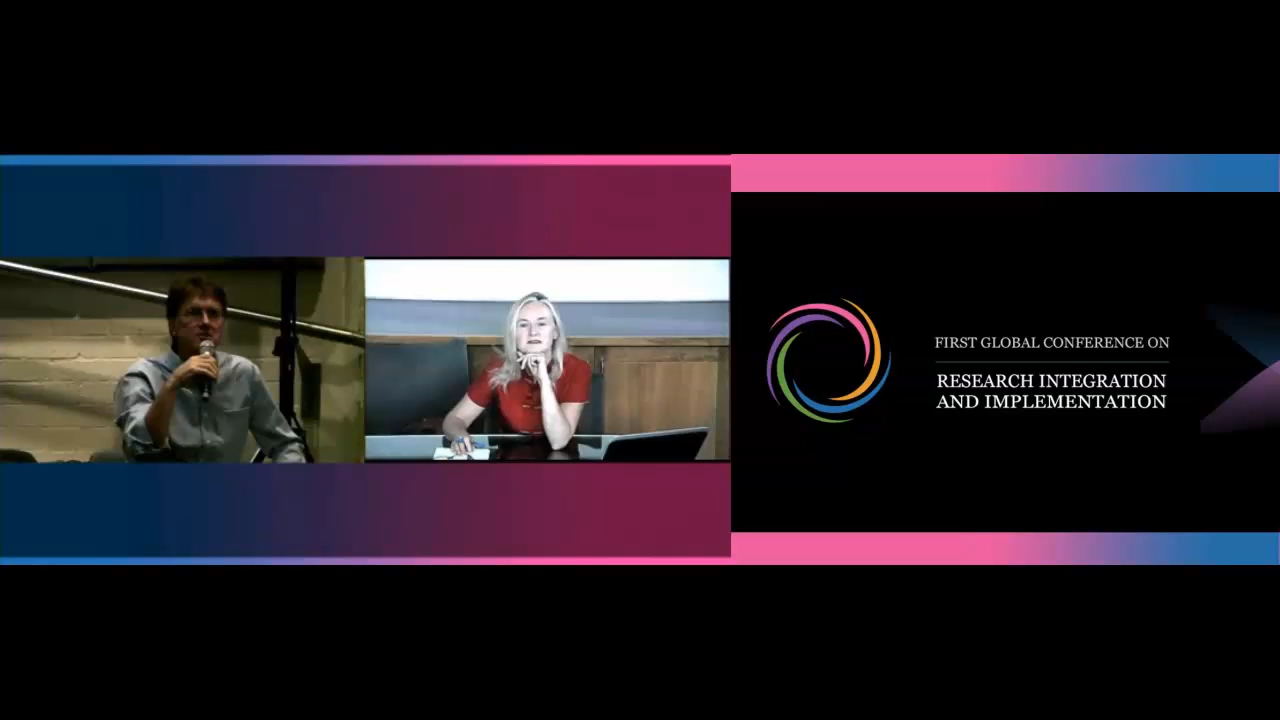 FIRST GLOBAL CONFERENCE ON
RESEARCH INTEGRATION
AND IMPLEMENTATION